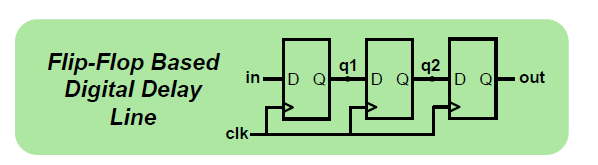 Flip-Flop Based
Digital Delay
Line
in D Q q1 D Q q2 D Q out
clk